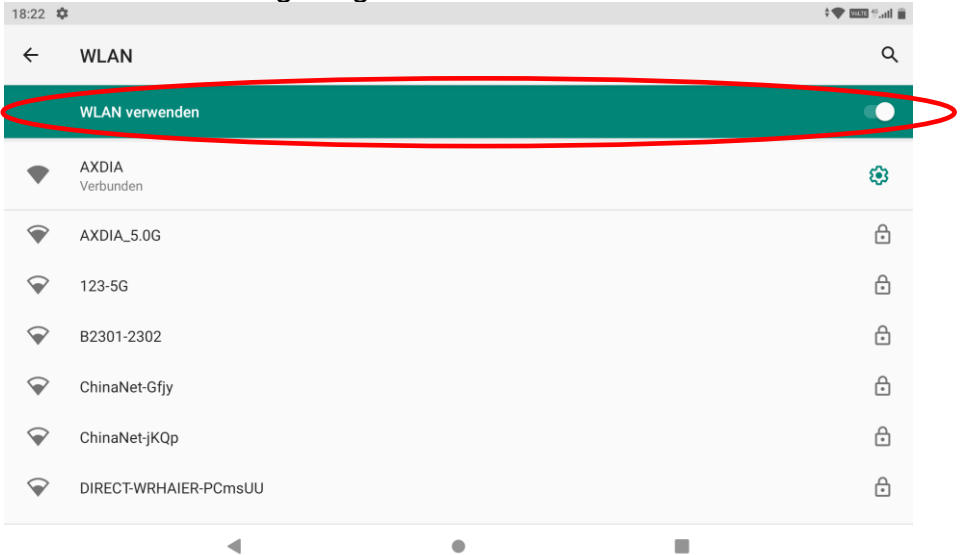 18:22
WLAN
WLAN verwenden
AXDIA
Verbunden
AXDIA_5.0G
123-5G
B2301-2302
ChinaNet-Gfjy
ChinaNet-jKQp
DIRECT-WRHAIER-PCmsUU